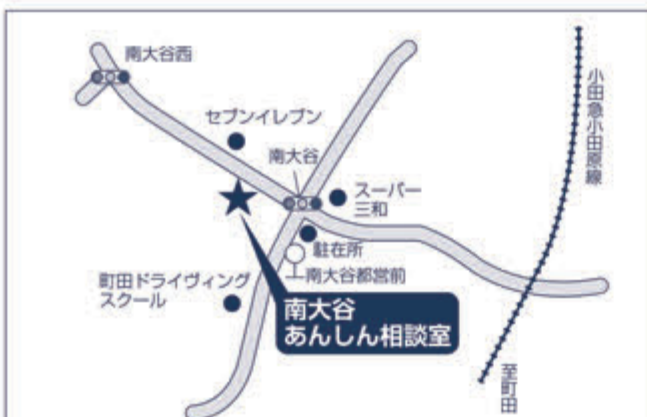 南大谷西
セブンイレブン
南大谷
スーパー
三和
駐在所
南大谷都営前
町田ドライヴィング
スクール
南大谷
あんしん相談室
小田急小田原線
至町田